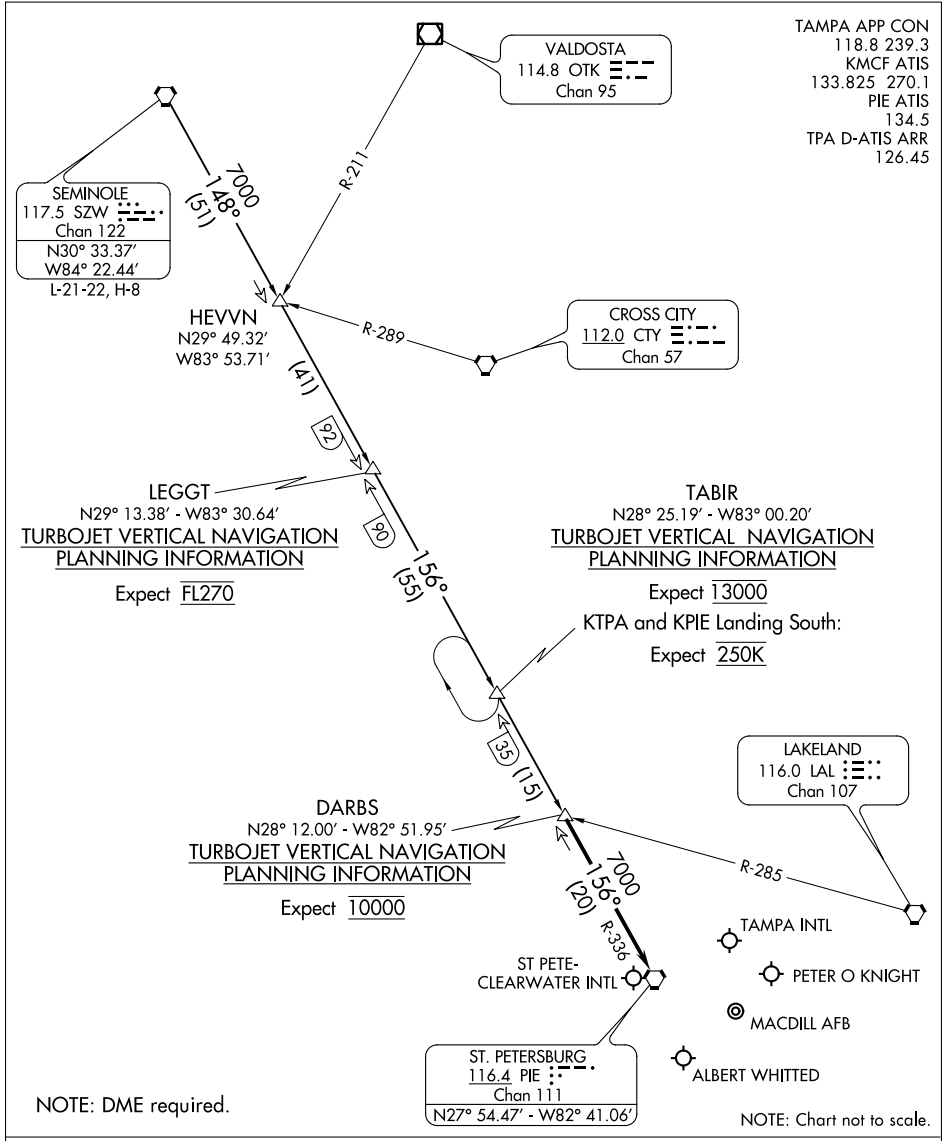 TAMPA APP CON
118.8 239.3
KMCF ATIS
133.825 270.1
PIE ATIS
134.5
TPA D-ATIS ARR
126.45
VALDOSTA
114.8 OTK
Chan 95
R-211
SEMINOLE
117.5 SZW
Chan 122
N30° 33.37′
W84° 22.44′
L-21-22, H-8
7000
148°
(51)
HEVVN
N29° 49.32′
W83° 53.71′
R-289
CROSS CITY
112.0 CTY
Chan 57
(41)
92
LEGGT
N29° 13.38′ - W83° 30.64′
TURBOJET VERTICAL NAVIGATION
PLANNING INFORMATION
Expect FL270
90
156°
(55)
TABIR
N28° 25.19′ - W83° 00.20′
TURBOJET VERTICAL NAVIGATION
PLANNING INFORMATION
Expect 13000
KTPA and KPIE Landing South:
Expect 250K
35
(15)
LAKELAND
116.0 LAL
Chan 107
R-285
DARBS
N28° 12.00′ - W82° 51.95′
TURBOJET VERTICAL NAVIGATION
PLANNING INFORMATION
Expect 10000
7000
156°
(20)
R-336
TAMPA INTL
ST PETE-
CLEARWATER INTL
PETER O KNIGHT
MACDILL AFB
ALBERT WHITTED
ST. PETERSBURG
116.4 PIE
Chan 111
N27° 54.47′ - W82° 41.06′
NOTE: DME required.
NOTE: Chart not to scale.